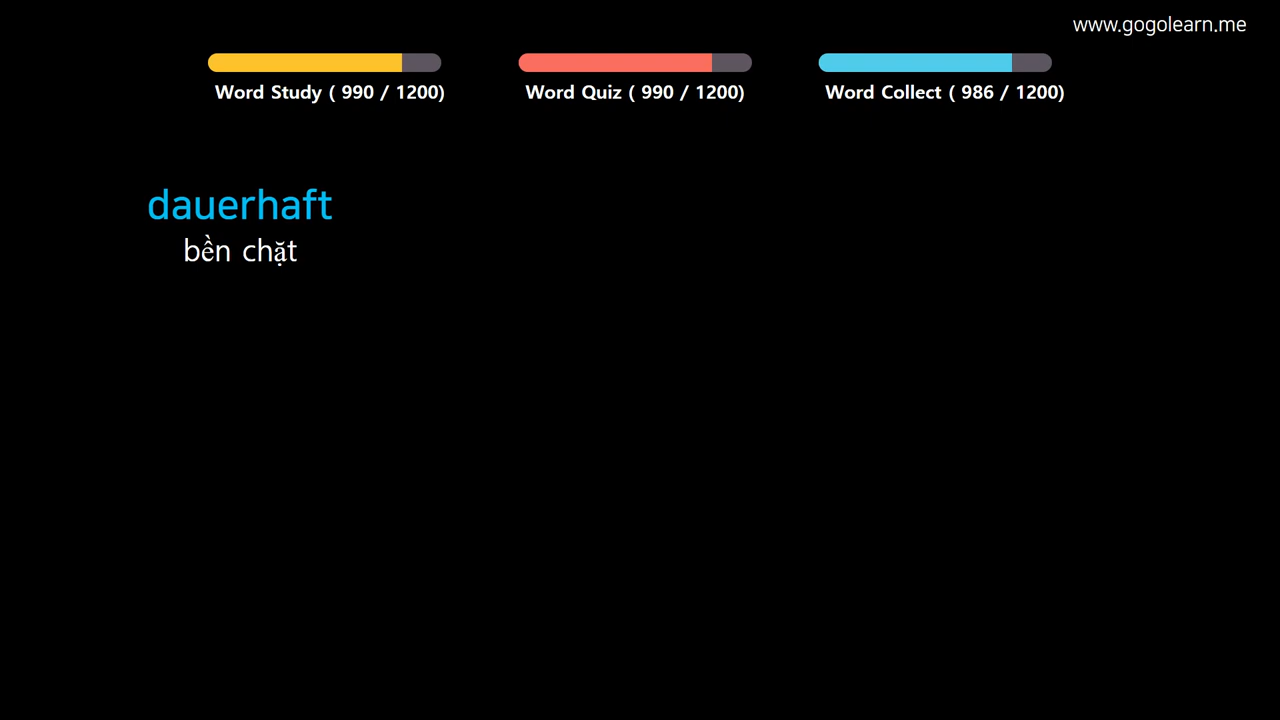 www.gogolearn.me
Word Study ( 990 / 1200)
Word Quiz ( 990 / 1200)
Word Collect ( 986 / 1200)
dauerhaft
bền chặt